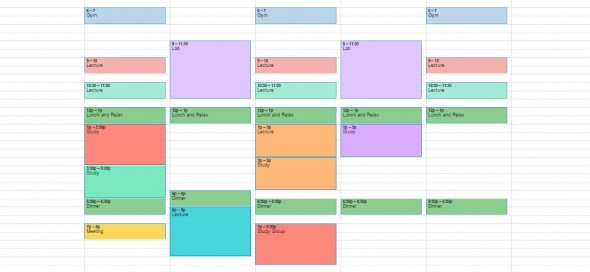 6 – 7
Gym
9 – 10
Lecture
10:30 – 11:30
Lecture
12p – 1p
Lunch and Relax
1p – 3:30p
Study
3:30p – 5:30p
Study
5:30p – 6:30p
Dinner
7p – 8p
Meeting
8 – 11:30
Lab
12p – 1p
Lunch and Relax
5p – 6p
Dinner
6p – 9p
Lecture
6 – 7
Gym
9 – 10
Lecture
10:30 – 11:30
Lecture
12p – 1p
Lunch and Relax
1p – 3p
Lecture
3p – 5p
Study
5:30p – 6:30p
Dinner
7p – 9:30p
Study Group
8 – 11:30
Lab
12p – 1p
Lunch and Relax
1p – 3p
Study
5:30p – 6:30p
Dinner
6 – 7
Gym
9 – 10
Lecture
10:30 – 11:30
Lecture
12p – 1p
Lunch and Relax
5:30p – 6:30p
Dinner